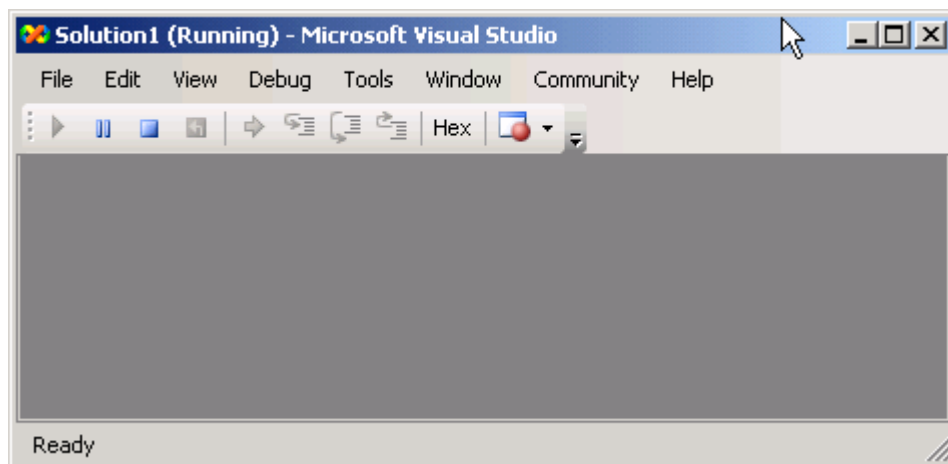 Solution1 (Running) - Microsoft Visual Studio
File Edit View Debug Tools Window Community Help
Hex
Ready